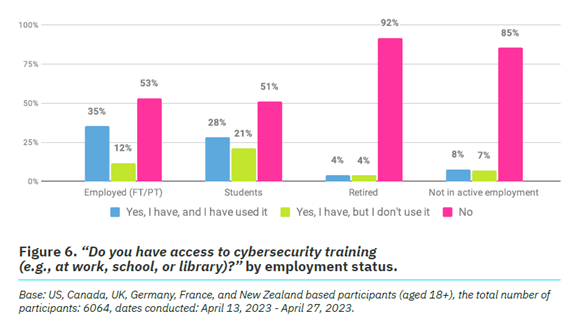 100%
92%
85%
75%
53%
51%
50%
35%
28%
25%
21%
12%
4%
4%
8%
7%
0%
Employed (FT/PT)
Students
Retired
Not in active employment
Yes, I have, and I have used it
Yes, I have, but I don't use it
No
Figure 6. “Do you have access to cybersecurity training
(e.g., at work, school, or library)?” by employment status.
Base: US, Canada, UK, Germany, France, and New Zealand based participants (aged 18+), the total number of
participants: 6064, dates conducted: April 13, 2023 - April 27, 2023.